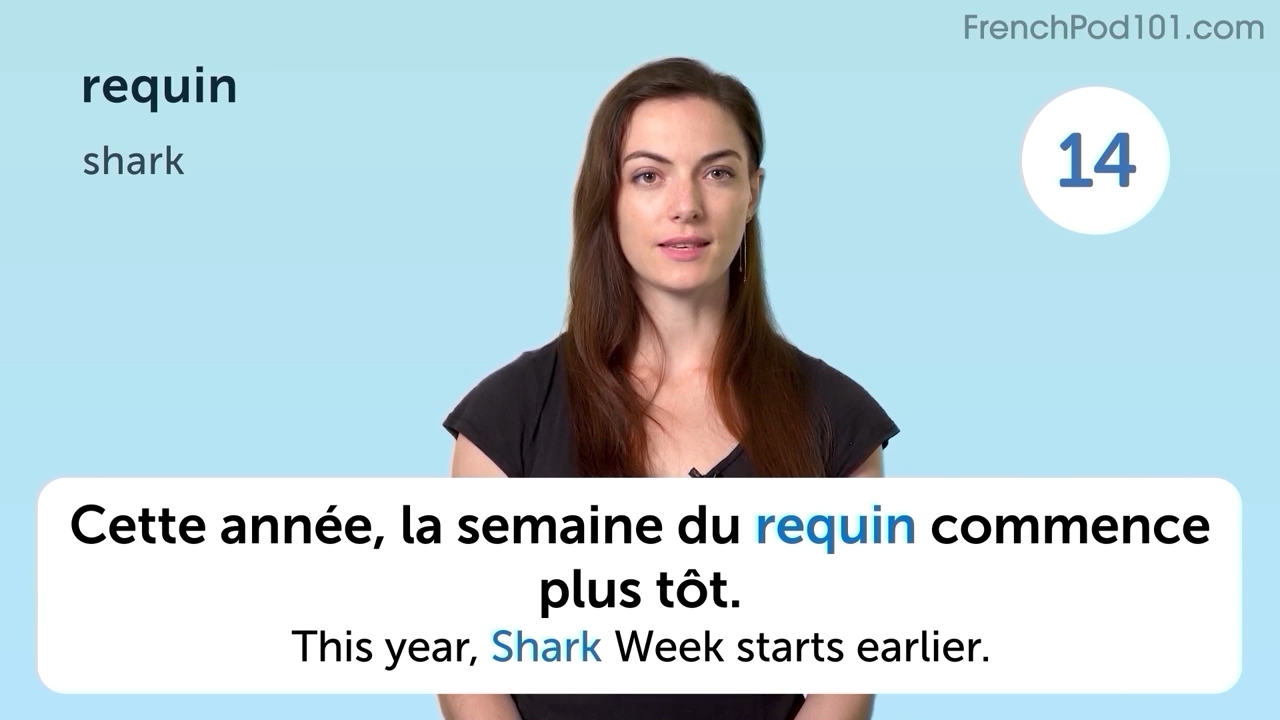 FrenchPod101.com
requin
shark
14
Cette année, la semaine du requin commence
plus tôt.
This year, Shark Week starts earlier.